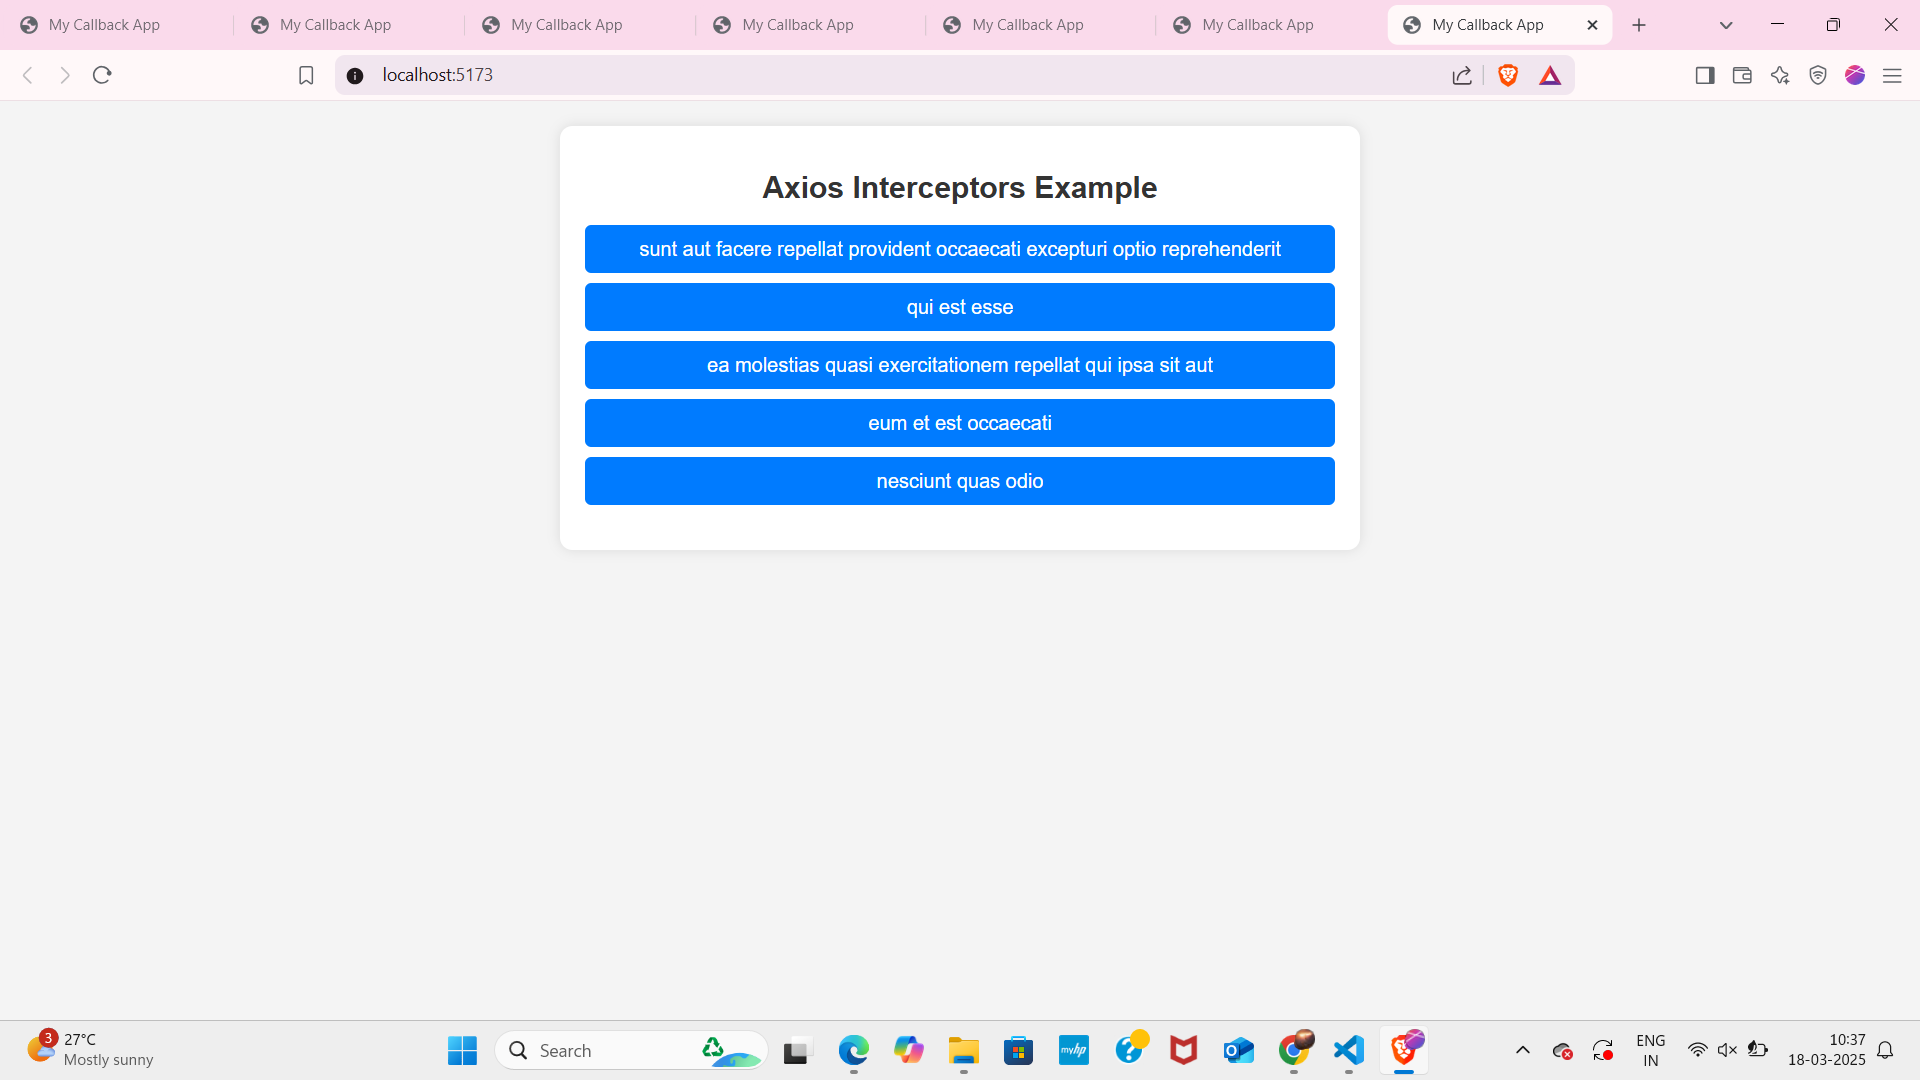 My Callback App
My Callback App
My Callback App
My Callback App
My Callback App
My Callback App
My Callback App
localhost:5173
Axios Interceptors Example
sunt aut facere repellat provident occaecati excepturi optio reprehenderit
qui est esse
ea molestias quasi exercitationem repellat qui ipsa sit aut
eum et est occaecati
nesciunt quas odio
3
27°C
Mostly sunny
Search
myhp
ENG
IN
10:37
18-03-2025